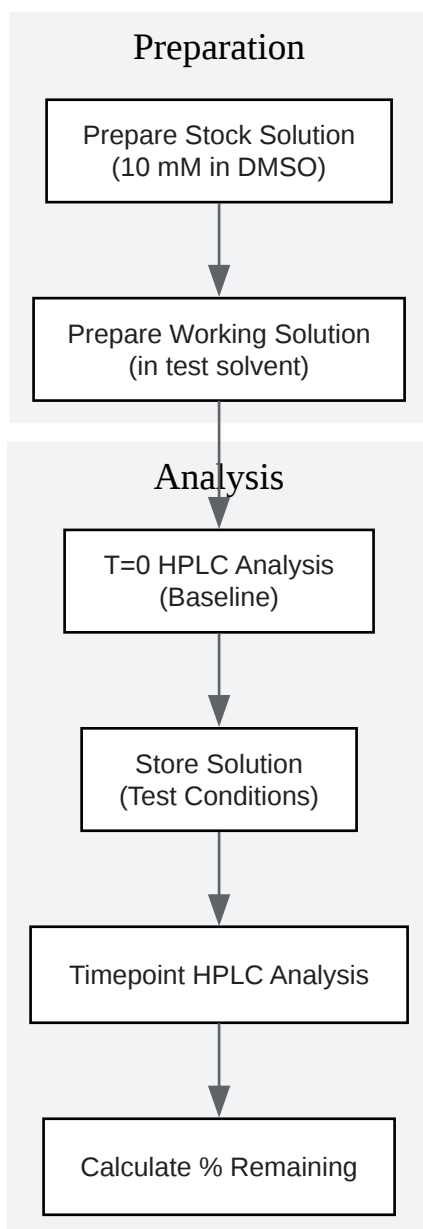 Preparation
Prepare Stock Solution
(10 mM in DMSO)
Prepare Working Solution
(in test solvent)
Analysis
T=0 HPLC Analysis
(Baseline)
Store Solution
(Test Conditions)
Timepoint HPLC Analysis
Calculate % Remaining